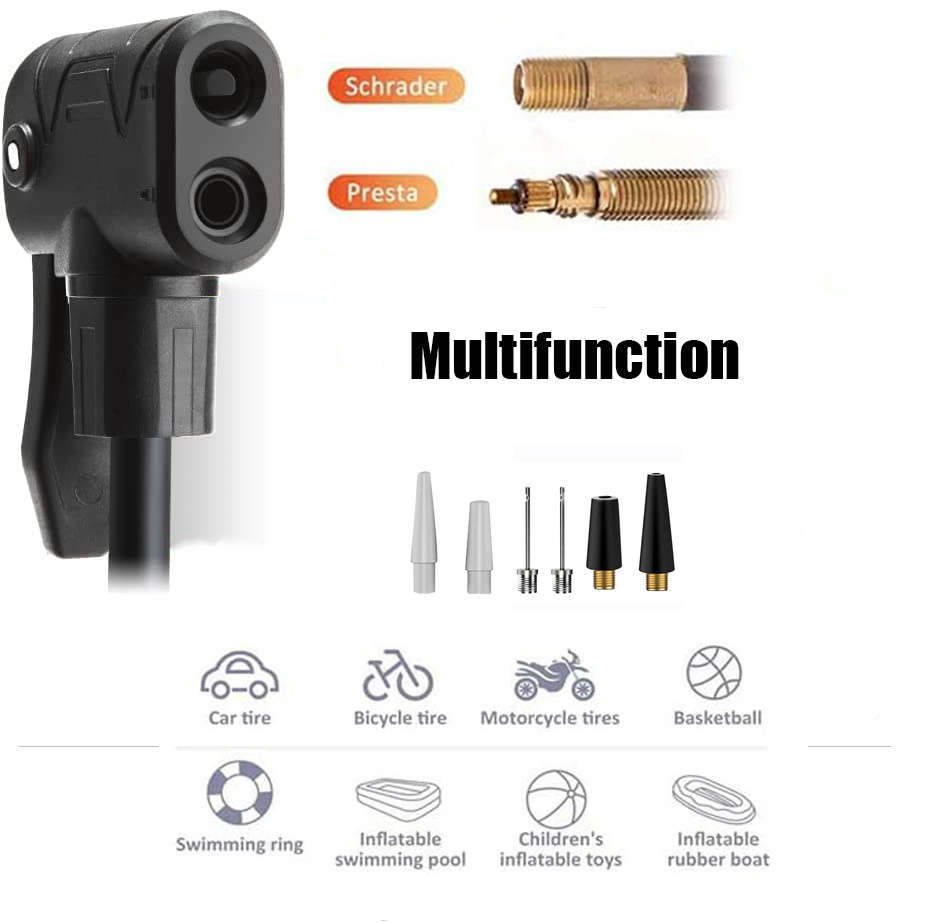 Schrader
Presta
Multifunction
Car tire
Bicycle tire
Motorcycle tires
Basketball
Swimming ring
Inflatable
swimming pool
Children's
inflatable toys
Inflatable
rubber boat